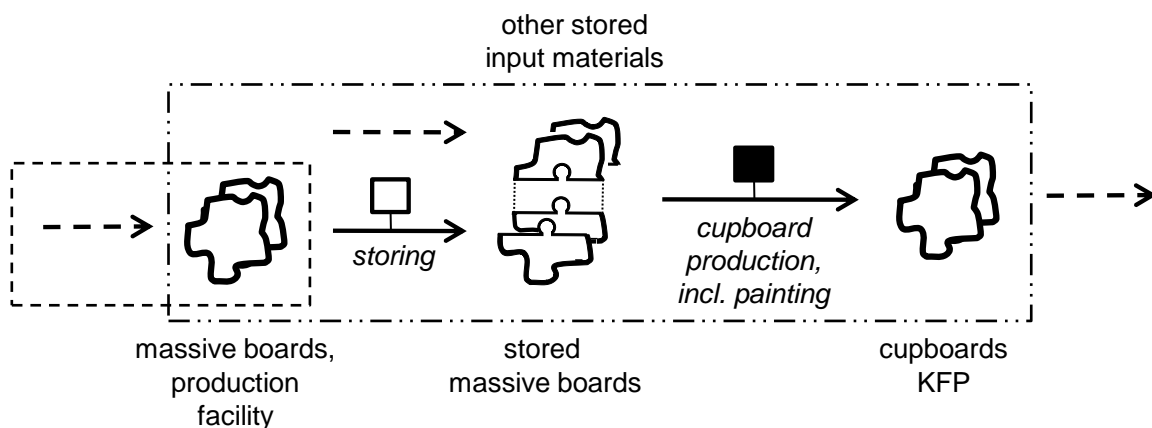 other stored
input materials
storing
cupboard
production,
incl. painting
massive boards,
production
facility
stored
massive boards
cupboards
KFP